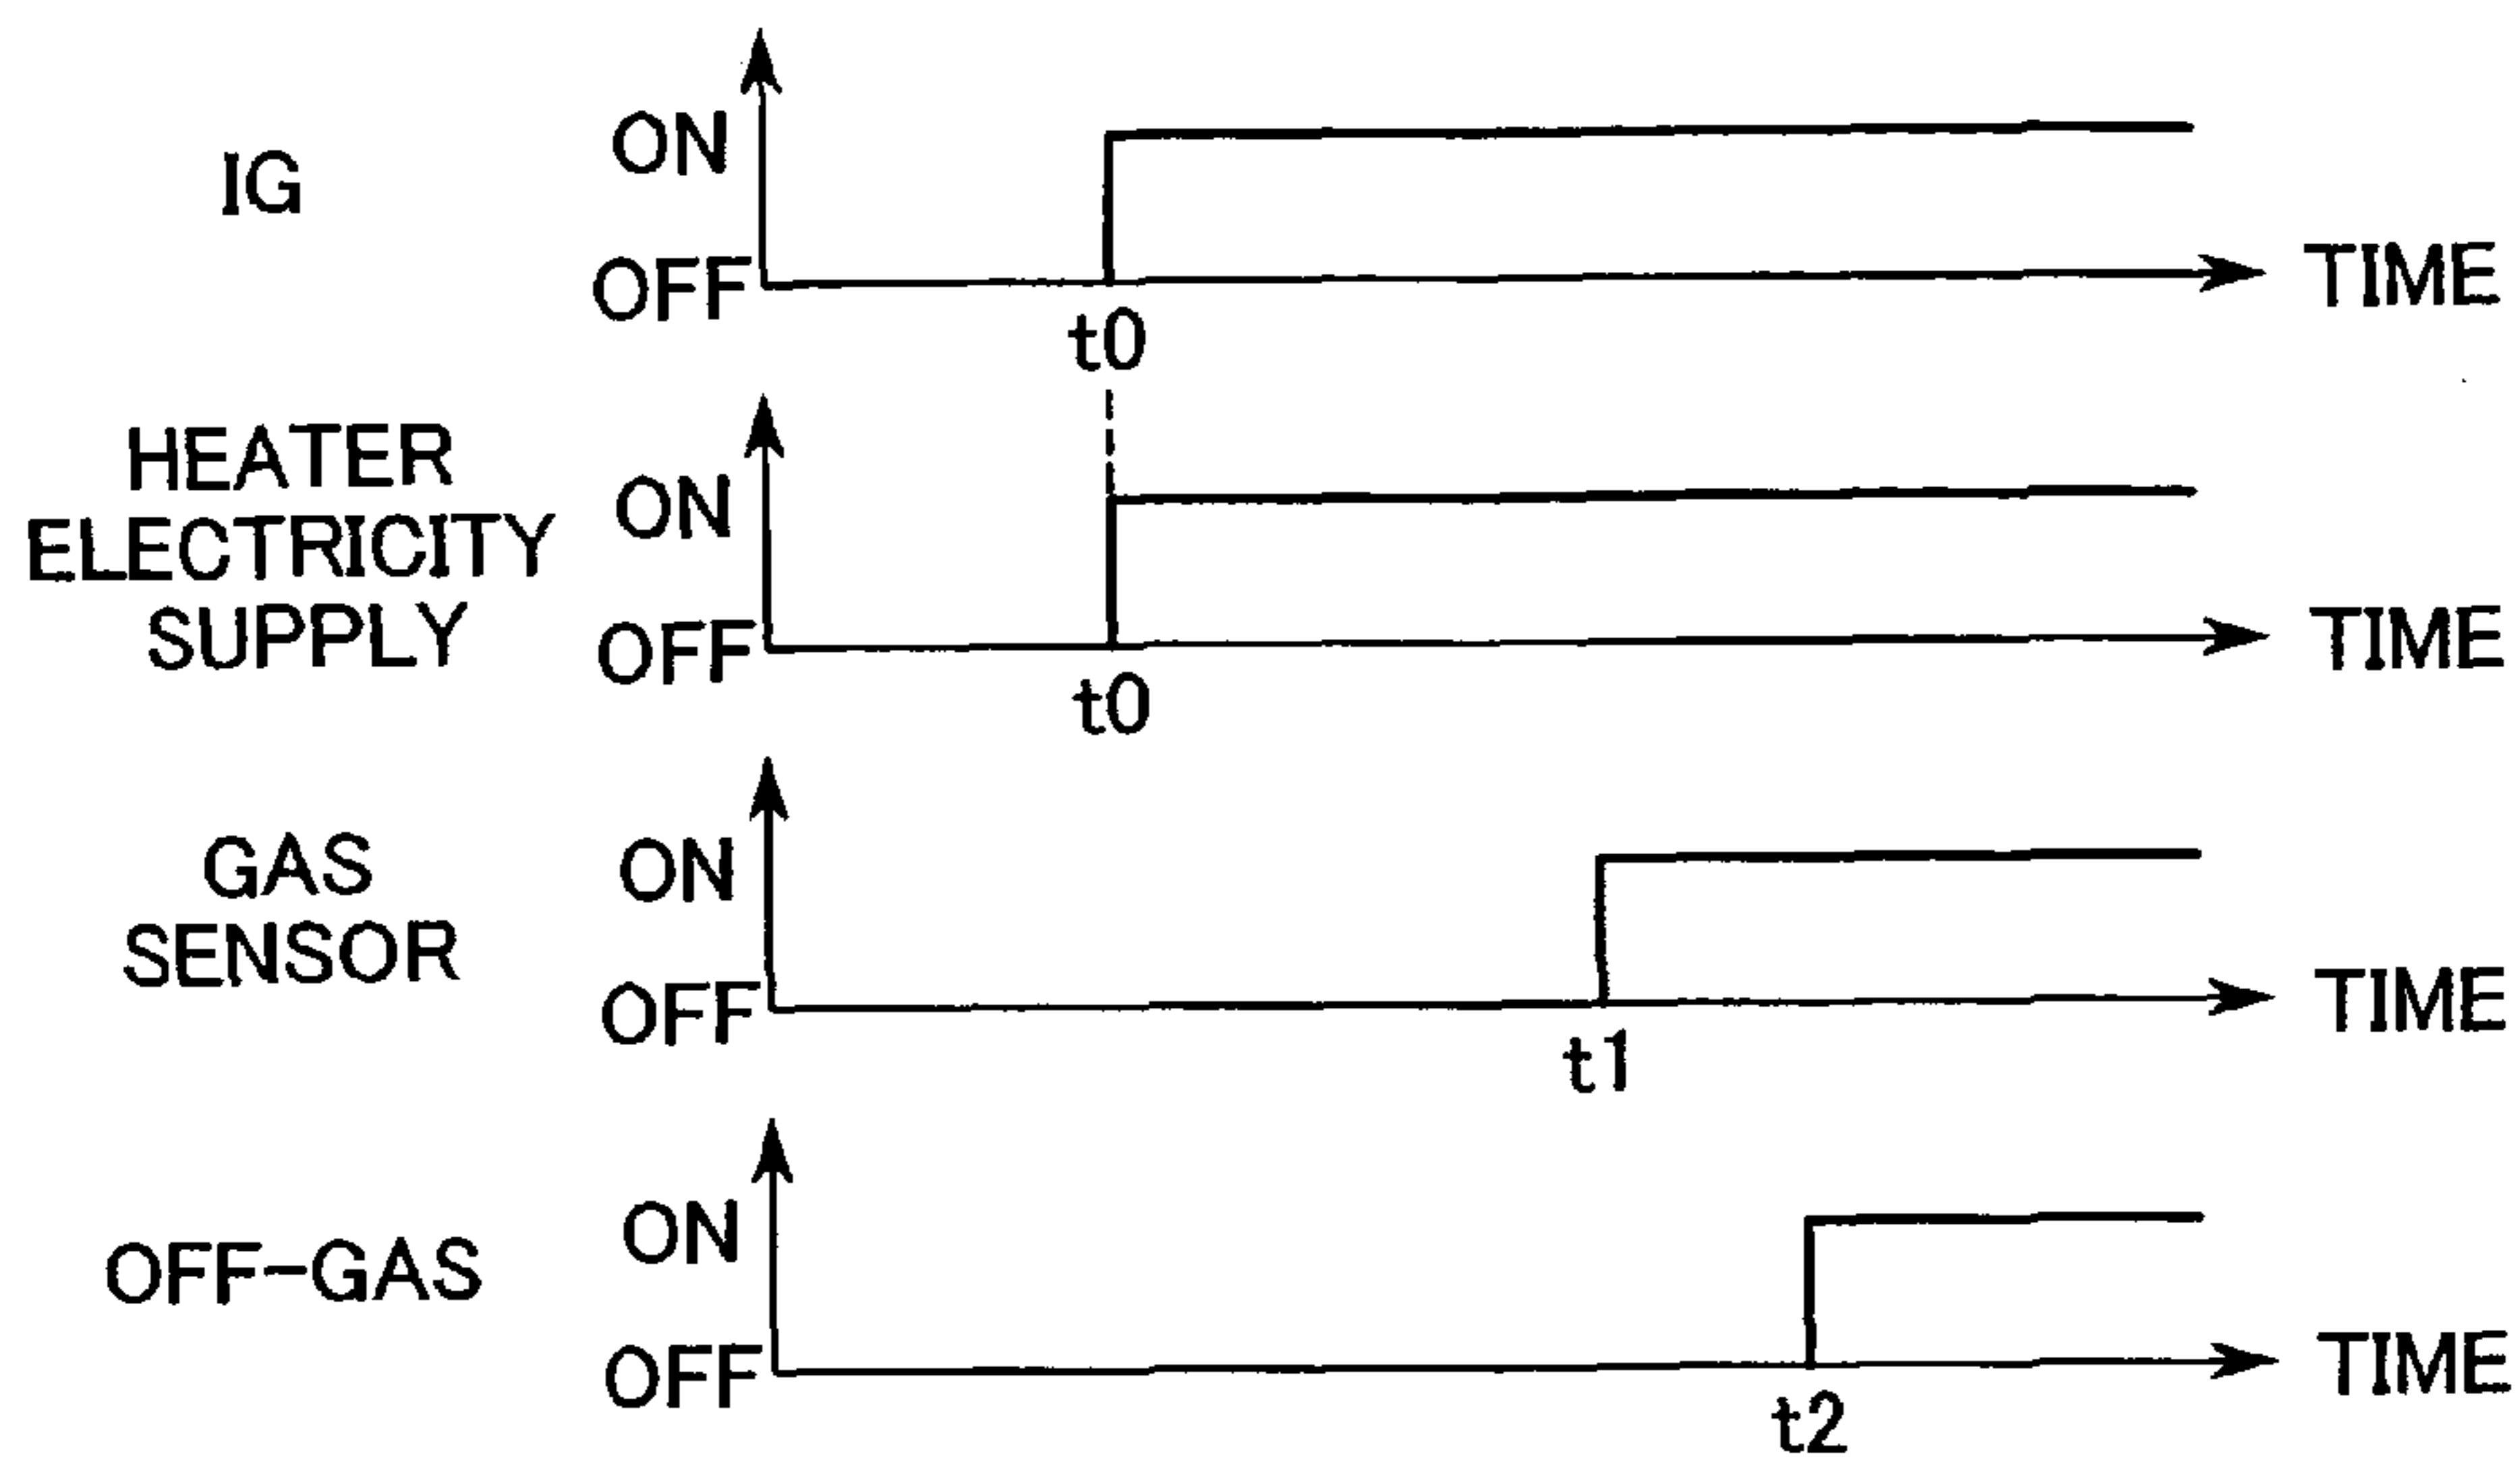 IG
ON
OFF
TIME
t0
HEATER
ELECTRICITY
SUPPLY
ON
OFF
TIME
t0
GAS
SENSOR
ON
OFF
TIME
t1
OFF-GAS
ON
OFF
TIME
t2